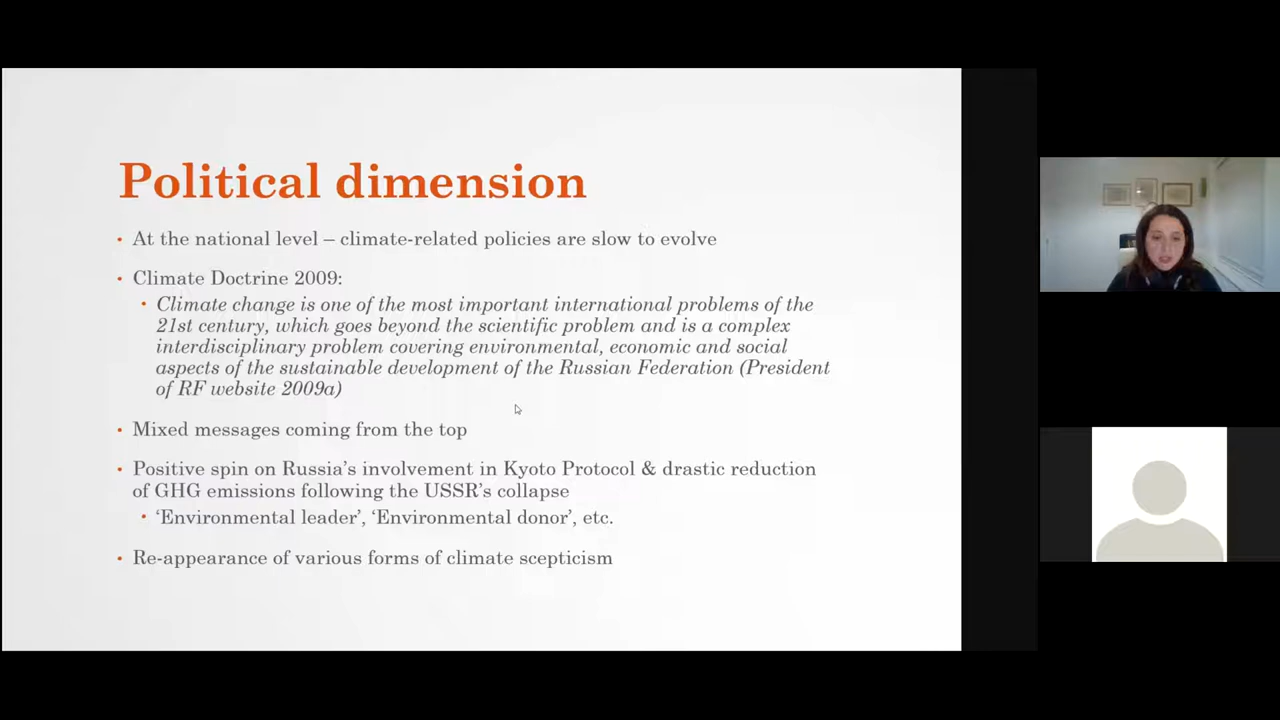 Political dimension
• At the national level – climate-related policies are slow to evolve
• Climate Doctrine 2009:
• Climate change is one of the most important international problems of the
21st century, which goes beyond the scientific problem and is a complex
interdisciplinary problem covering environmental, economic and social
aspects of the sustainable development of the Russian Federation (President
of RF website 2009a)
• Mixed messages coming from the top
• Positive spin on Russia’s involvement in Kyoto Protocol & drastic reduction
of GHG emissions following the USSR’s collapse
• ‘Environmental leader’, ‘Environmental donor’, etc.
• Re-appearance of various forms of climate scepticism